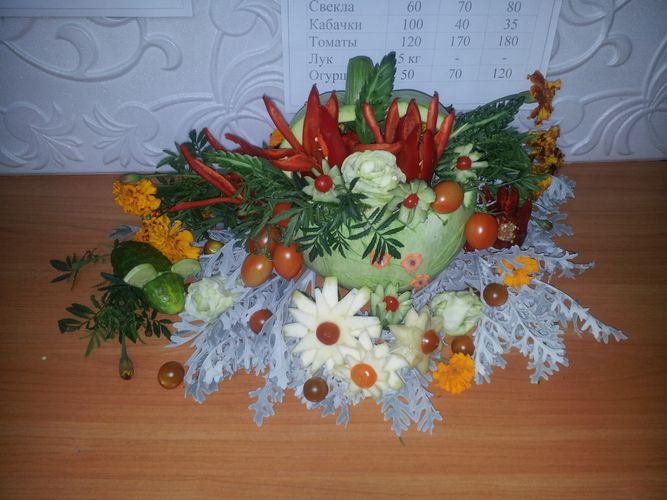 Свекла 60 70 80
Кабачки 100 40 35
Томаты 120 170 180
Лук 5 кг - -
Огурц 50 70 120